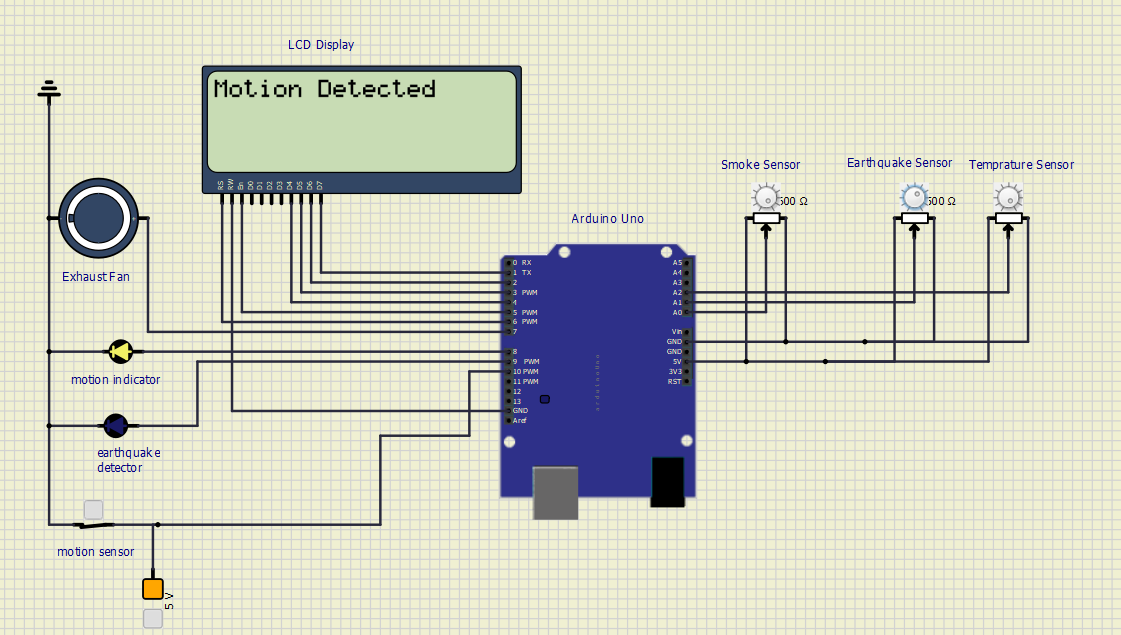 LCD Display
Motion Detected
RS RW En D0 D1 D2 D3 D4 D5 D6 D7
Smoke Sensor
Earthquake Sensor
Temprature Sensor
500 Ω
500 Ω
Arduino Uno
Exhaust Fan
0 RX
1 TX
2
3 PWM
4
5 PWM
6 PWM
7
8
9 PWM
10 PWM
11 PWM
12
13
GND
Aref
A5
A4
A3
A2
A1
A0
Vin
GND
GND
5V
3V3
RST
motion indicator
earthquake
detector
motion sensor
5 V